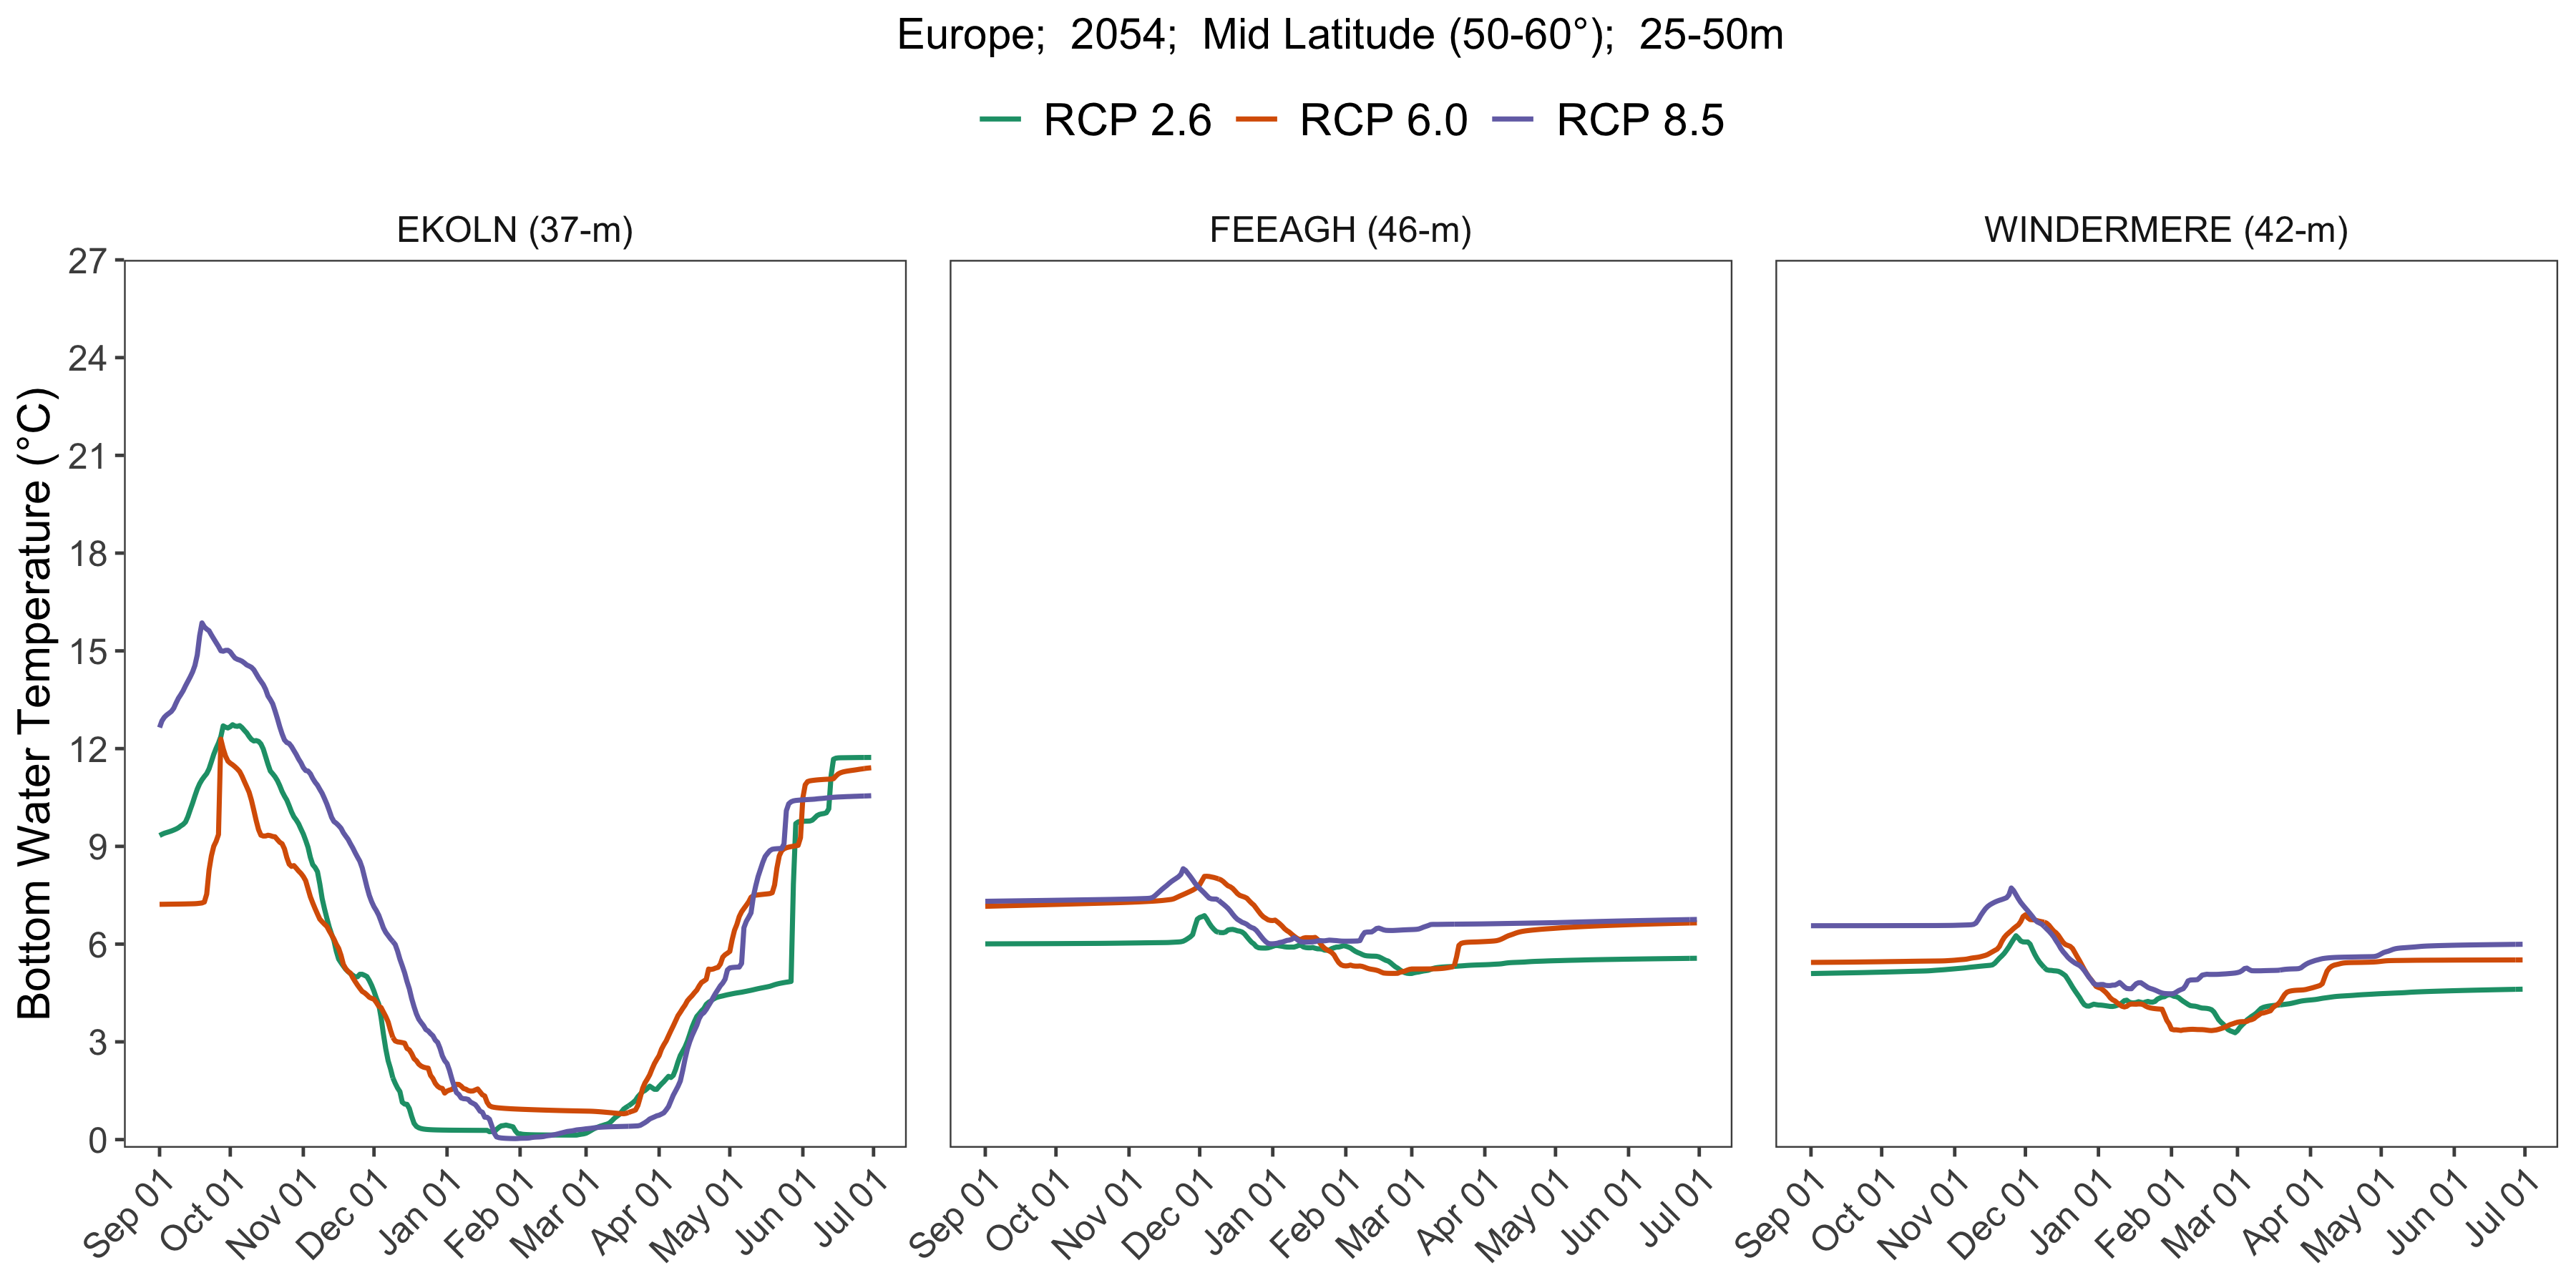 Europe; 2054; Mid Latitude (50-60°); 25-50m
RCP 2.6 RCP 6.0 RCP 8.5
EKOLN (37-m) FEEAGH (46-m) WINDERMERE (42-m)
Bottom Water Temperature (°C)
27
24
21
18
15
12
9
6
3
0
Sep 01 Oct 01 Nov 01 Dec 01 Jan 01 Feb 01 Mar 01 Apr 01 May 01 Jun 01 Jul 01
Sep 01 Oct 01 Nov 01 Dec 01 Jan 01 Feb 01 Mar 01 Apr 01 May 01 Jun 01 Jul 01
Sep 01 Oct 01 Nov 01 Dec 01 Jan 01 Feb 01 Mar 01 Apr 01 May 01 Jun 01 Jul 01